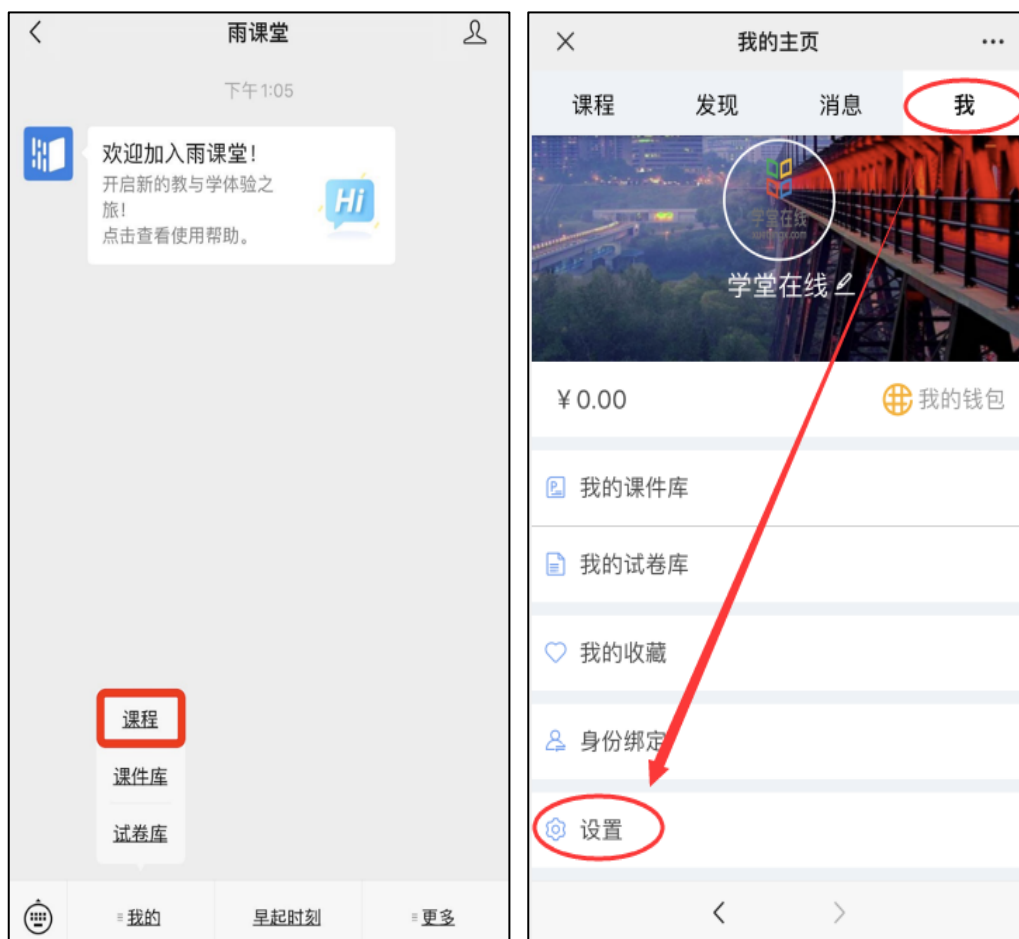 雨课堂
下午1:05
欢迎加入雨课堂!
开启新的教与学体验之
旅!
点击查看使用帮助。
Hi
课程
课件库
试卷库
我的
早起时刻
更多
我的主页
课程
发现
消息
我
学堂在线
学堂在线
¥0.00
我的钱包
我的课件库
我的试卷库
我的收藏
身份绑定
设置